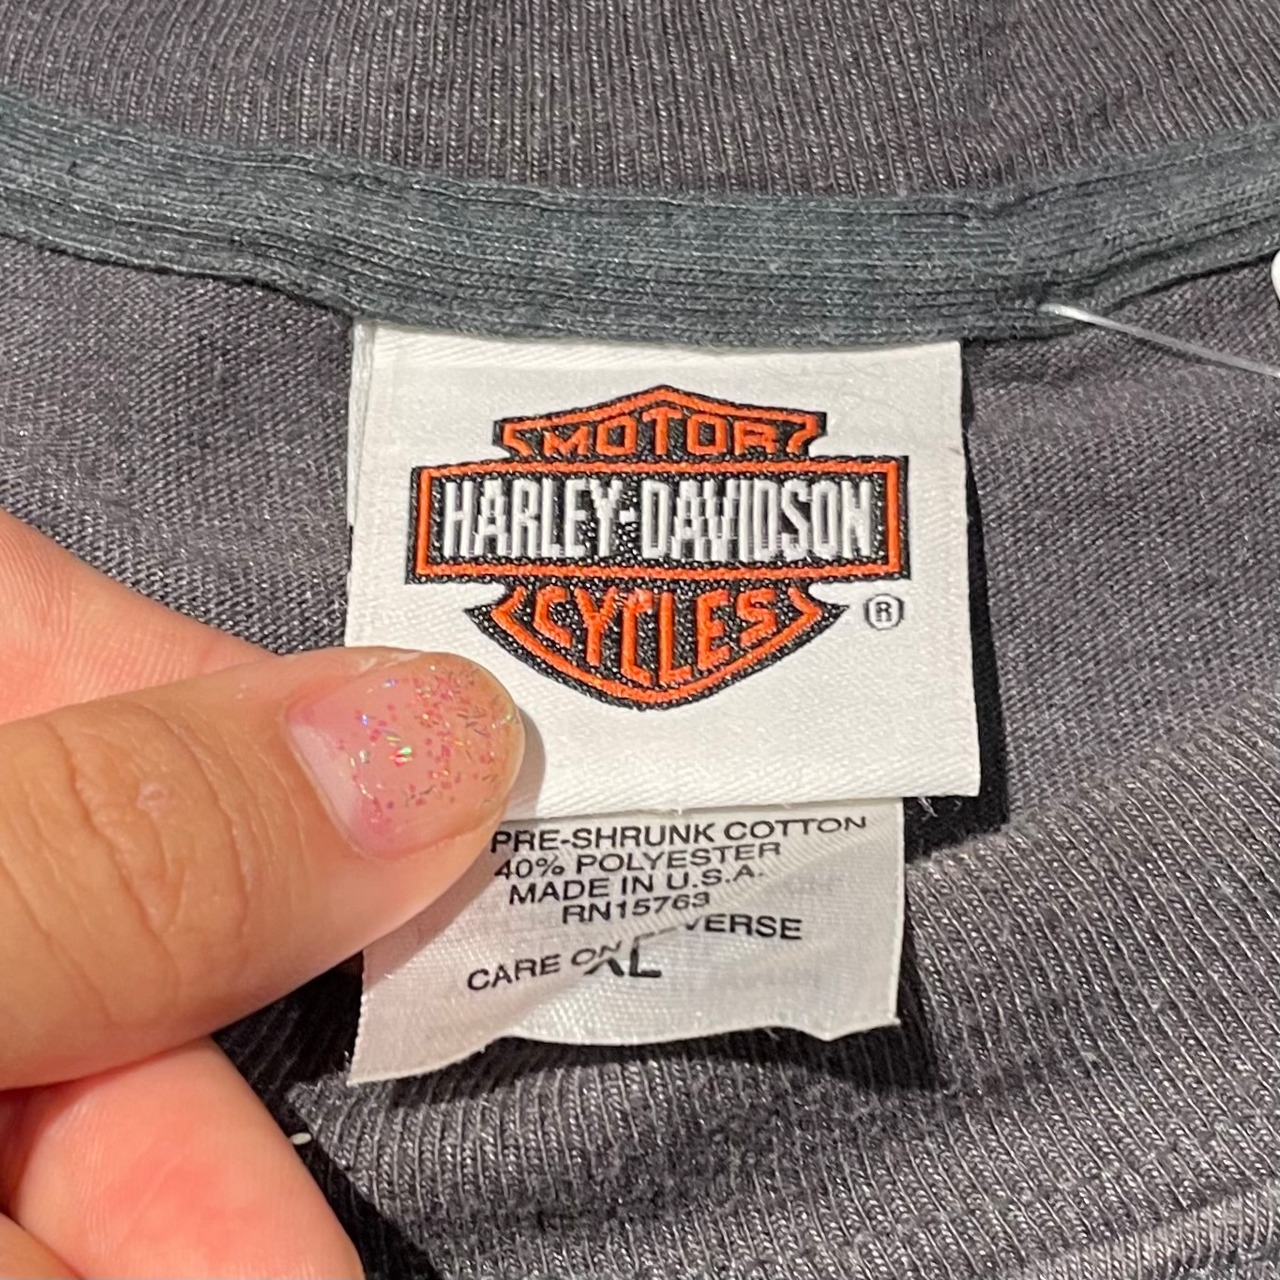 MOTOR
HARLEY-DAVIDSON
CYCLES
®
PRE-SHRUNK COTTON
40% POLYESTER
MADE IN U.S.A.
RN15763
CARE ON VERSE
XL